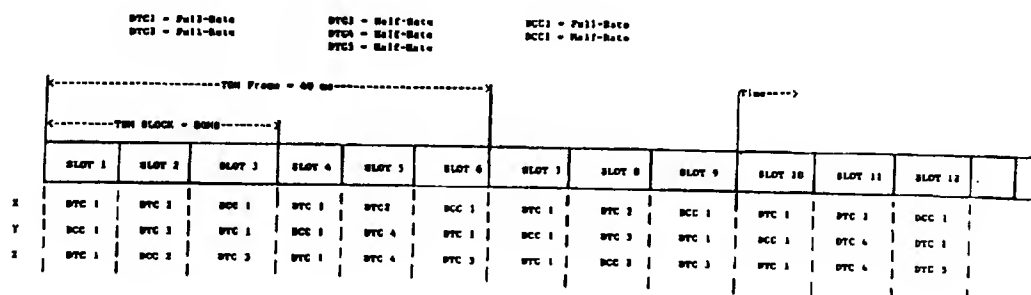 DTC1 = Full-Rate DTC3 = Half-Rate DCC1 = Full-Rate
DTC2 = Full-Rate DTC4 = Half-Rate DCC2 = Half-Rate
DTC5 = Half-Rate
TDM Frame = 40 ms
Time---->
TDM BLOCK = 20MS
SLOT 1 SLOT 2 SLOT 3 SLOT 4 SLOT 5 SLOT 6 SLOT 7 SLOT 8 SLOT 9 SLOT 10 SLOT 11 SLOT 12
X DTC 1 DTC 2 DCC 1 DTC 1 DTC2 DCC 1 DTC 1 DTC 2 DCC 1 DTC 1 DTC 2 DCC 1
Y DCC 1 DTC 3 DTC 1 DCC 1 DTC 4 DTC 1 DCC 1 DTC 3 DTC 1 DCC 1 DTC 4 DTC 1
Z DTC 1 DCC 2 DTC 3 DTC 1 DTC 4 DTC 5 DTC 1 DCC 2 DTC 3 DTC 1 DTC 4 DTC 5